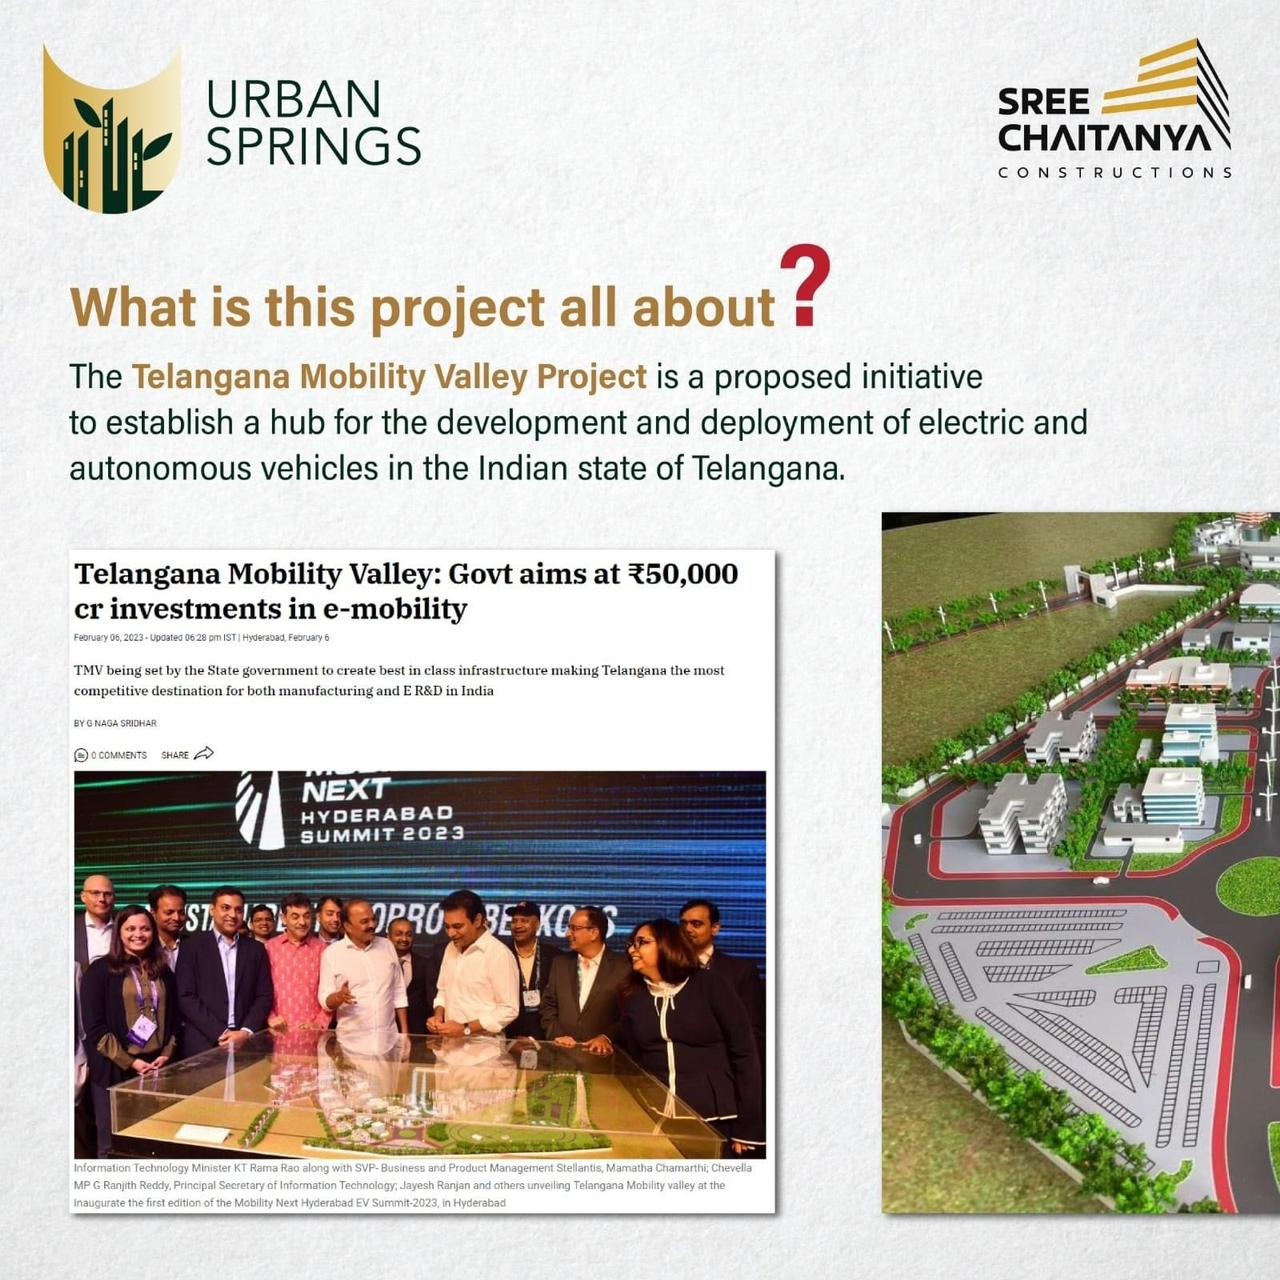 URBAN
SPRINGS
SREE
CHAITANYA
CONSTRUCTIONS
What is this project all about?
The Telangana Mobility Valley Project is a proposed initiative
to establish a hub for the development and deployment of electric and
autonomous vehicles in the Indian state of Telangana.
Telangana Mobility Valley: Govt aims at ₹50,000
cr investments in e-mobility
February 06, 2023 - Updated 06:28 pm IST | Hyderabad, February 6
TMV being set by the State government to create best in class infrastructure making Telangana the most
competitive destination for both manufacturing and E R&D in India
BY G NAGA SRIDHAR
0 COMMENTS SHARE
NEXT
HYDERABAD
SUMMIT 2023
Information Technology Minister KT Rama Rao along with SVP- Business and Product Management Stellantis, Mamatha Chamarthi; Chevella
MP G Ranjith Reddy, Principal Secretary of Information Technology; Jayesh Ranjan and others unveiling Telangana Mobility valley at the
inaugurate the first edition of the Mobility Next Hyderabad EV Summit-2023, in Hyderabad